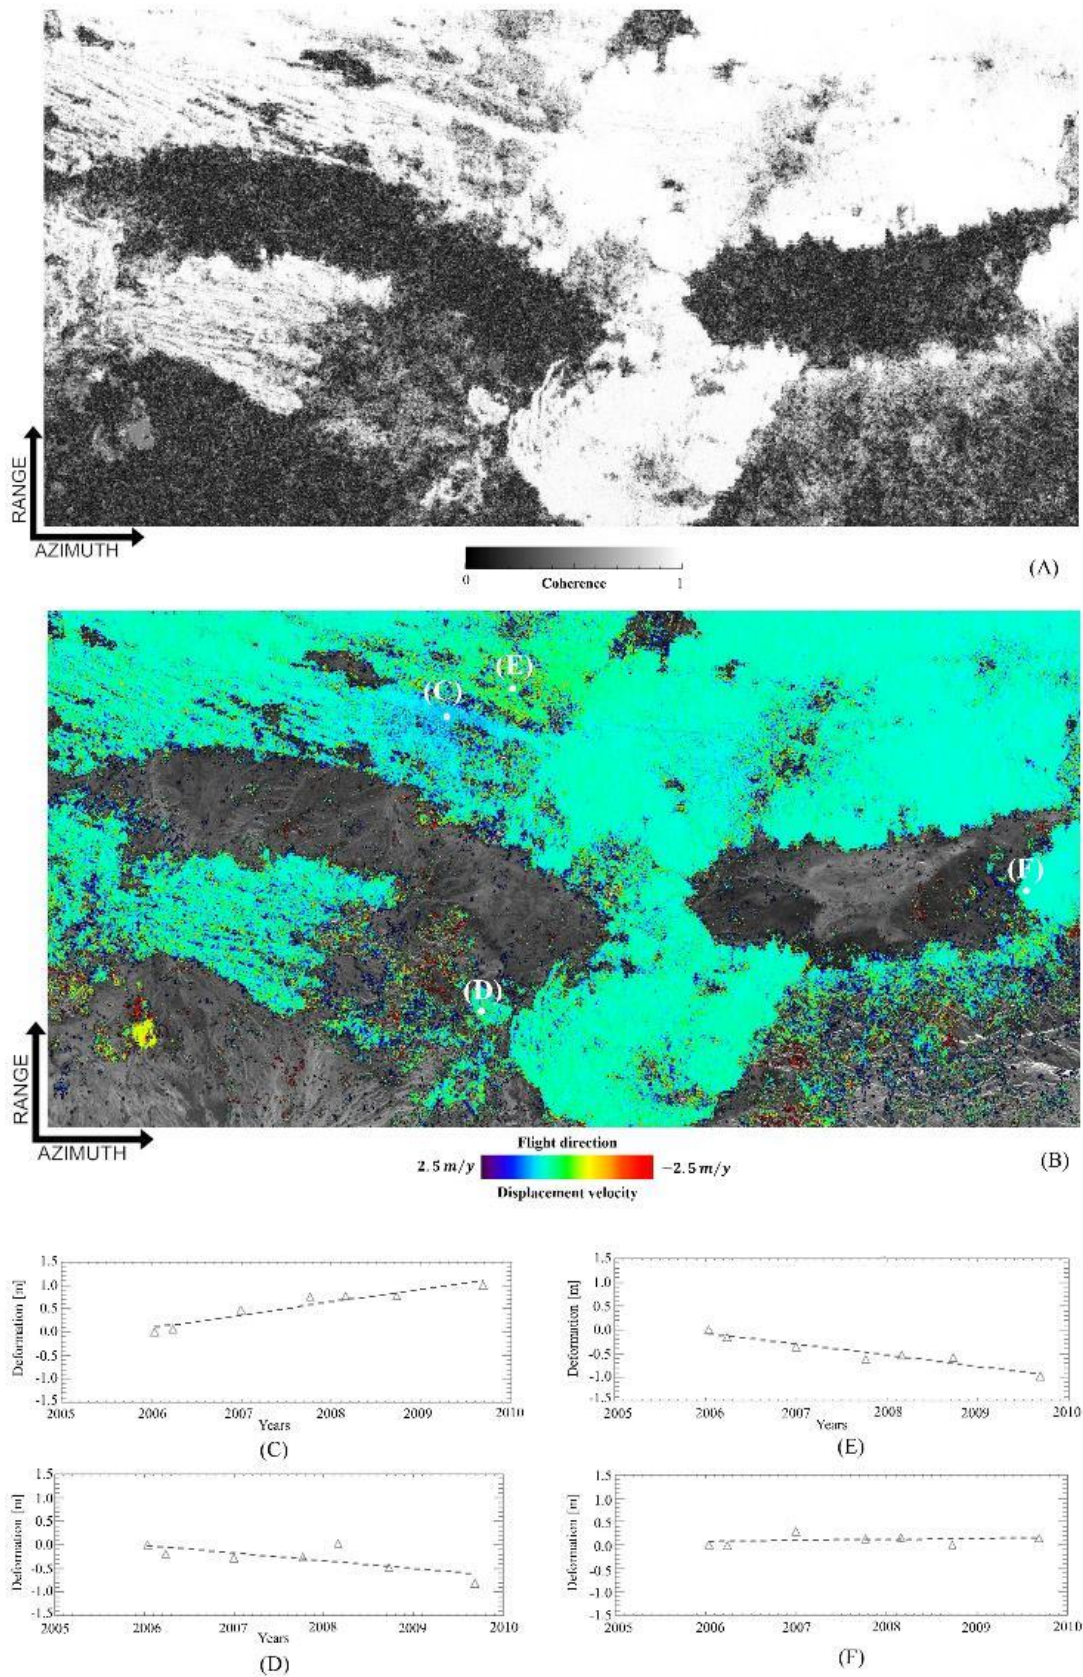 RANGE
AZIMUTH
0 Coherence 1
(A)
(E)
(C)
(F)
(D)
RANGE
AZIMUTH
Flight direction
2.5 m/y −2.5 m/y
Displacement velocity
(B)
Deformation [m]
1.5
1.0
0.5
0.0
-0.5
-1.0
-1.5
2005 2006 2007 2008 2009 2010
Years
(C)
Deformation [m]
1.5
1.0
0.5
0.0
-0.5
-1.0
-1.5
2005 2006 2007 2008 2009 2010
Years
(E)
Deformation [m]
1.5
1.0
0.5
0.0
-0.5
-1.0
-1.5
2005 2006 2007 2008 2009 2010
Years
(D)
Deformation [m]
1.5
1.0
0.5
0.0
-0.5
-1.0
-1.5
2005 2006 2007 2008 2009 2010
Years
(F)